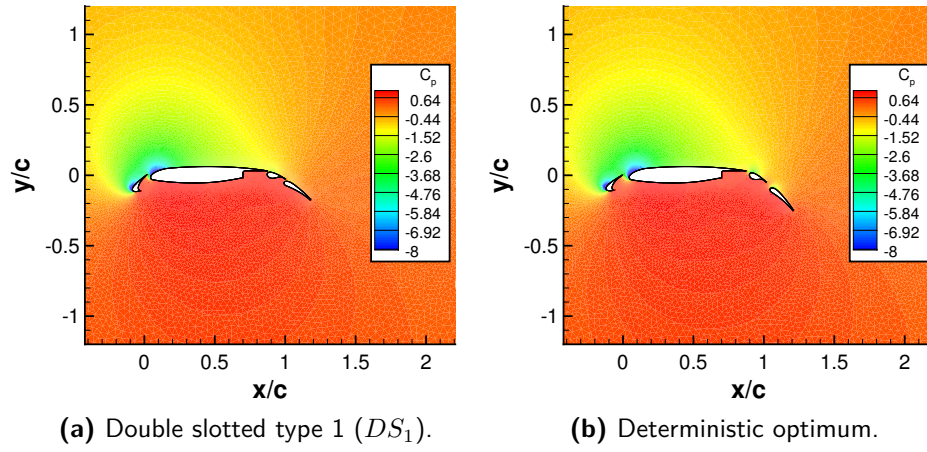 1
0.5
0
-0.5
-1
y/c
0 0.5 1 1.5 2
x/c
C_p
0.64
-0.44
-1.52
-2.6
-3.68
-4.76
-5.84
-6.92
-8
(a) Double slotted type 1 (DS_1).
1
0.5
0
-0.5
-1
y/c
0 0.5 1 1.5 2
x/c
C_p
0.64
-0.44
-1.52
-2.6
-3.68
-4.76
-5.84
-6.92
-8
(b) Deterministic optimum.